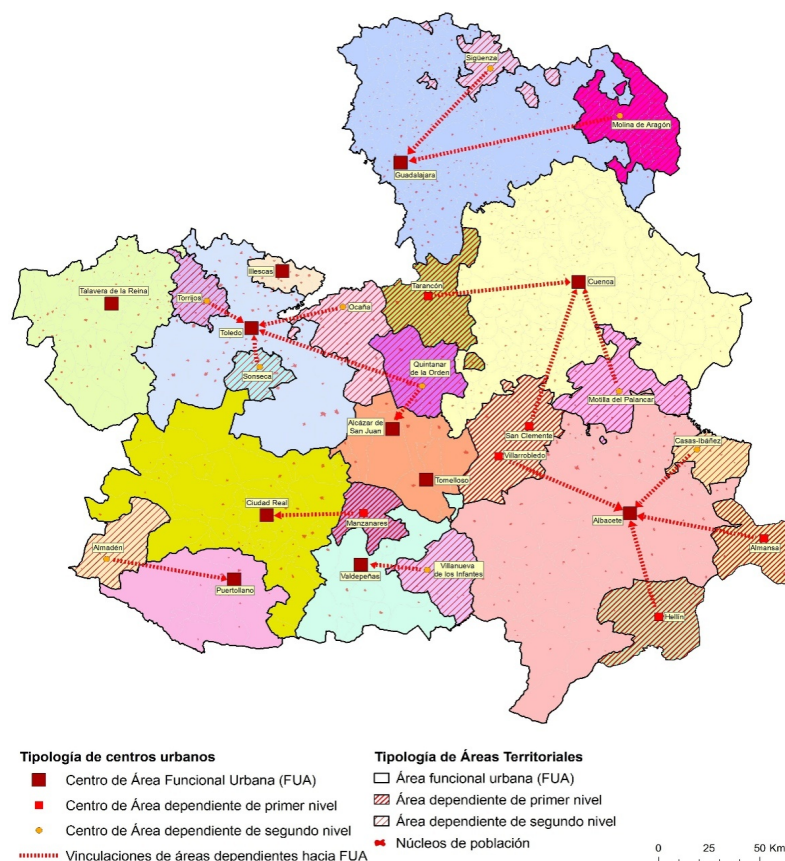 Sigüenza
Molina de Aragón
Guadalajara
Illescas
Talavera de la Reina
Torrijos
Ocaña
Tarancón
Cuenca
Toledo
Sonseca
Quintanar
de la Orden
Motilla del Palancar
Alcázar de
San Juan
San Clemente
Villarrobledo
Casas-Ibáñez
Tomelloso
Ciudad Real
Manzanares
Albacete
Almansa
Almadén
Puertollano
Valdepeñas
Villanueva
de los Infantes
Hellín
Tipología de centros urbanos
Centro de Área Funcional Urbana (FUA)
Centro de Área dependiente de primer nivel
Centro de Área dependiente de segundo nivel
Vinculaciones de áreas dependientes hacia FUA
Tipología de Áreas Territoriales
Área funcional urbana (FUA)
Área dependiente de primer nivel
Área dependiente de segundo nivel
Núcleos de población
0 25 50 Km